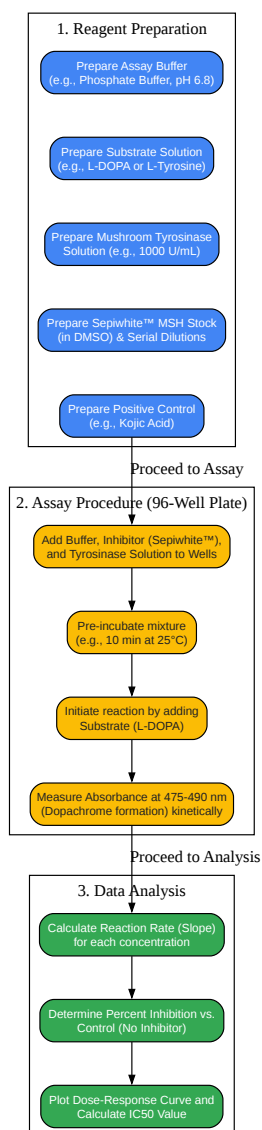 1. Reagent Preparation
Prepare Assay Buffer
(e.g., Phosphate Buffer, pH 6.8)
Prepare Substrate Solution
(e.g., L-DOPA or L-Tyrosine)
Prepare Mushroom Tyrosinase
Solution (e.g., 1000 U/mL)
Prepare Sepiwhite™ MSH Stock
(in DMSO) & Serial Dilutions
Prepare Positive Control
(e.g., Kojic Acid)
Proceed to Assay
2. Assay Procedure (96-Well Plate)
Add Buffer, Inhibitor (Sepiwhite™),
and Tyrosinase Solution to Wells
Pre-incubate mixture
(e.g., 10 min at 25°C)
Initiate reaction by adding
Substrate (L-DOPA)
Measure Absorbance at 475-490 nm
(Dopachrome formation) kinetically
Proceed to Analysis
3. Data Analysis
Calculate Reaction Rate (Slope)
for each concentration
Determine Percent Inhibition vs.
Control (No Inhibitor)
Plot Dose-Response Curve and
Calculate IC50 Value